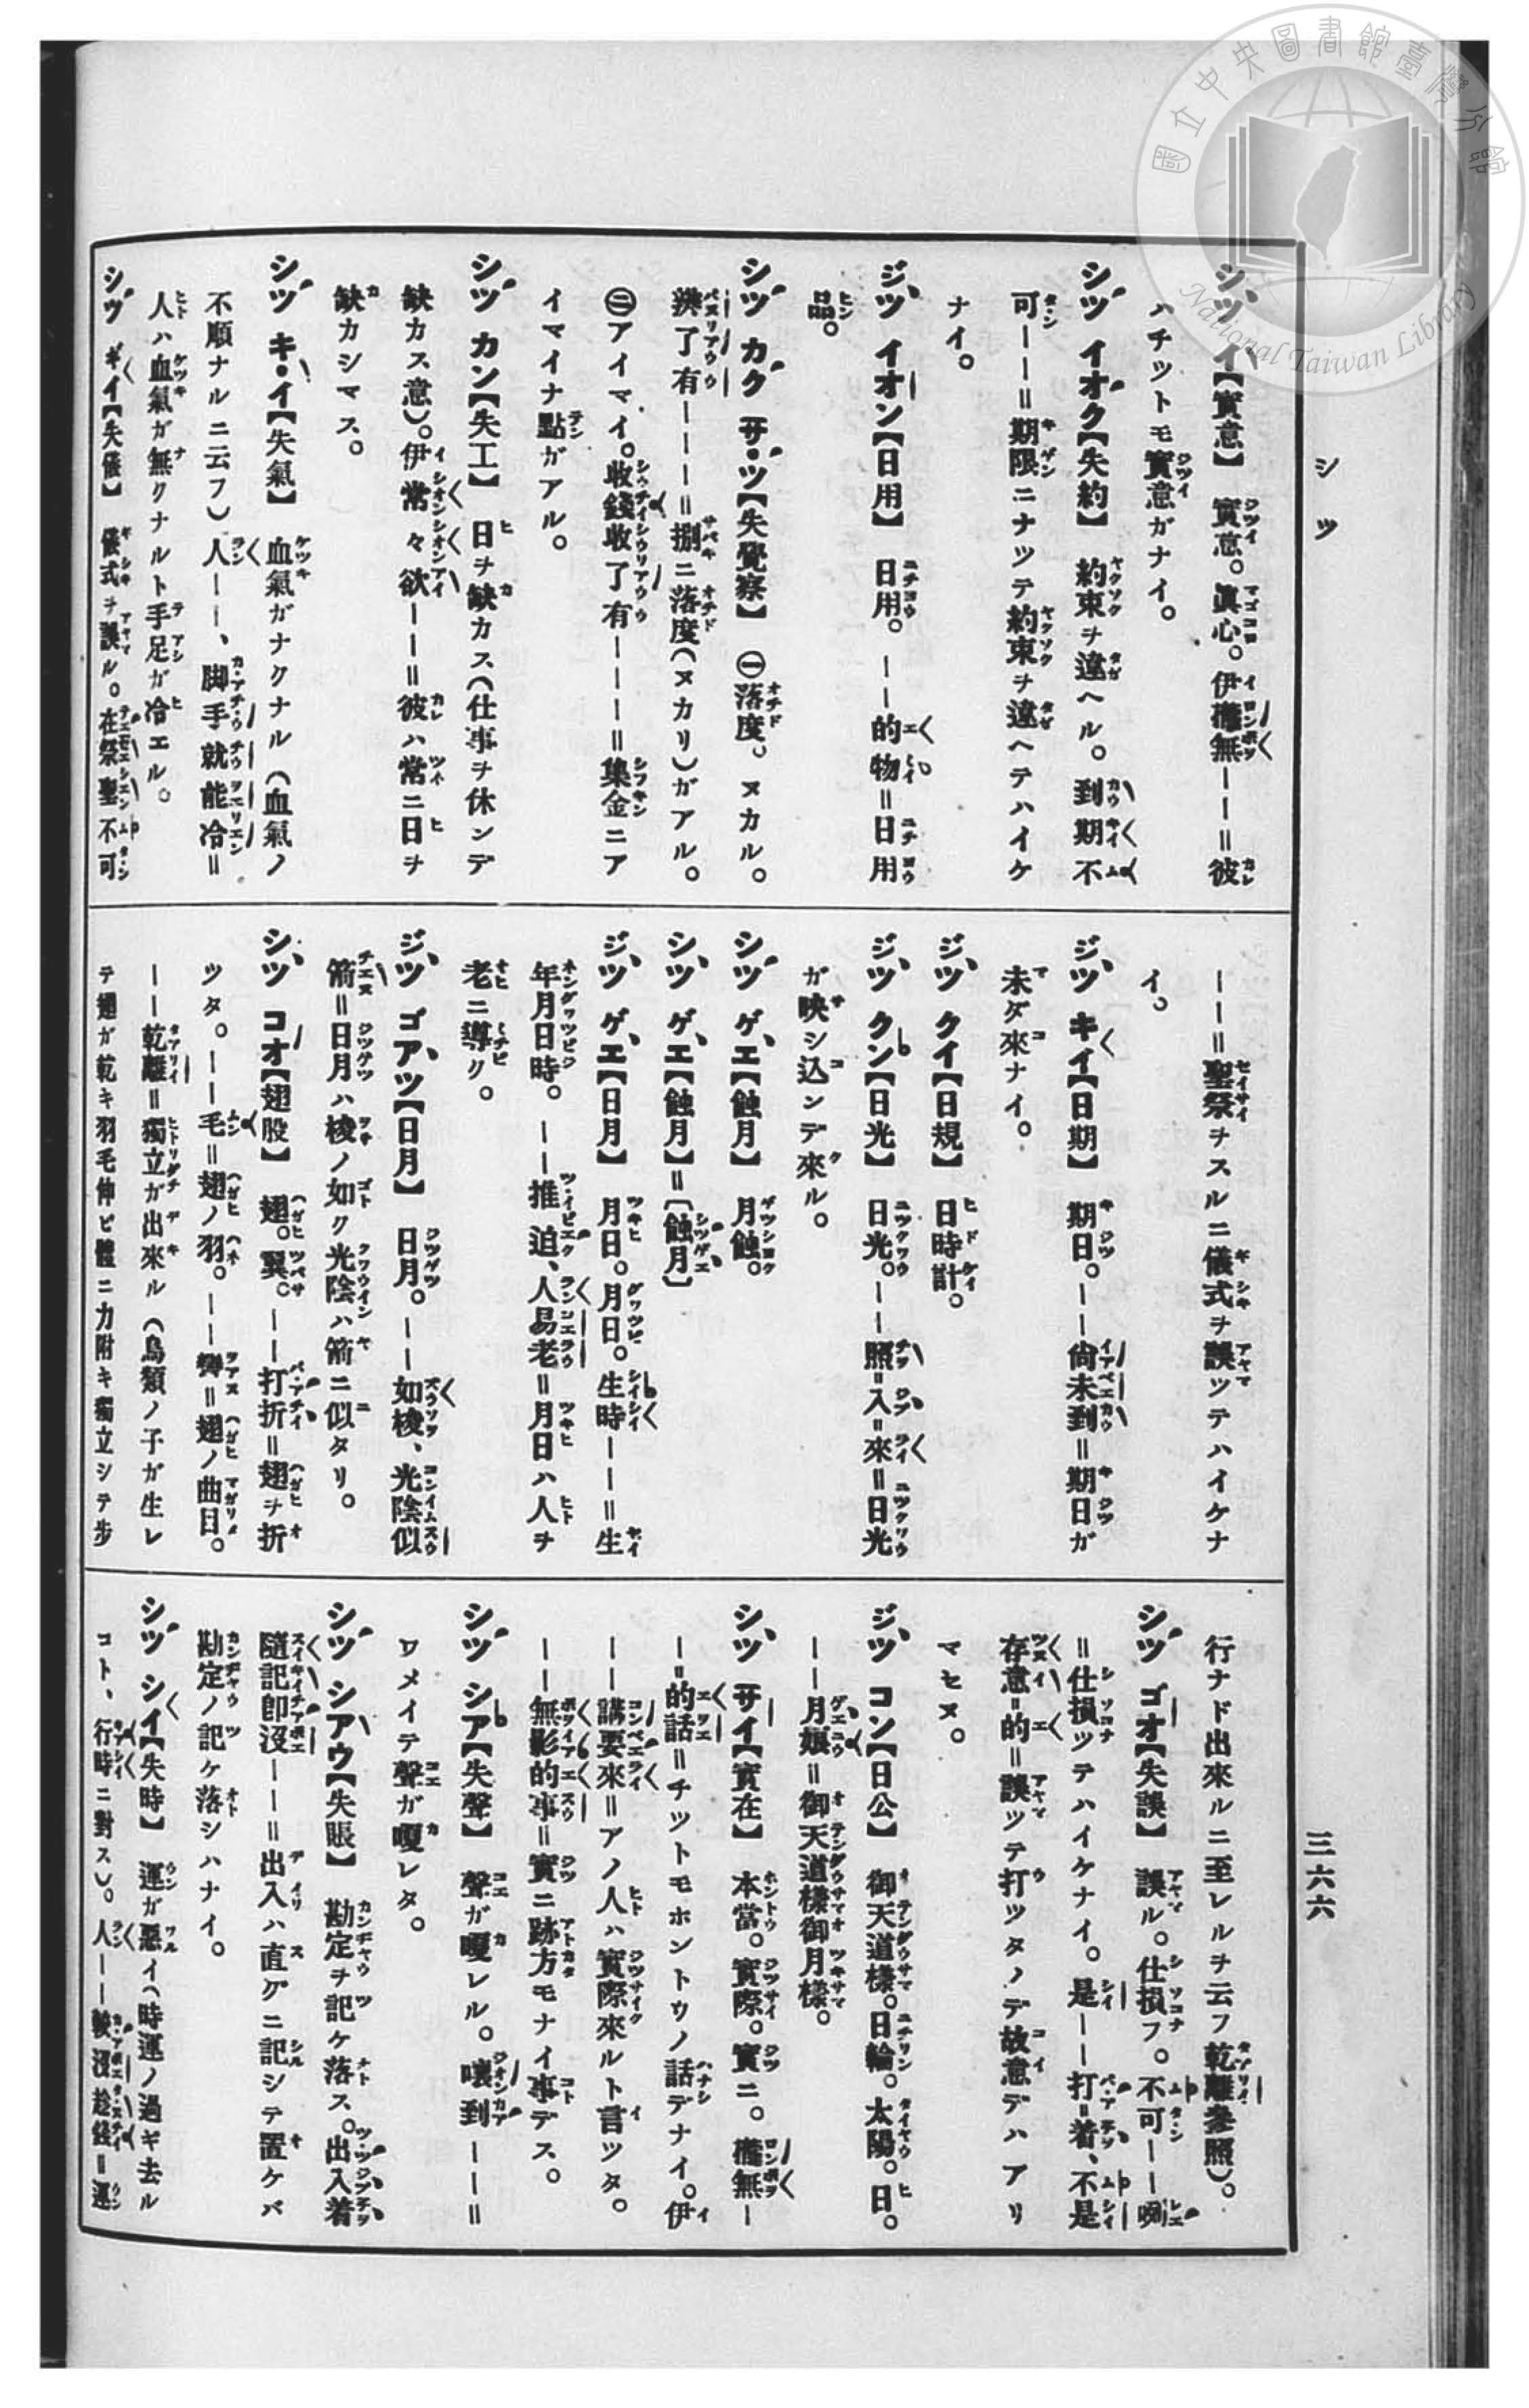 國立中央圖書館臺灣分館
National Taiwan Library
シツ
三六六
シツ イ【實意】 實意。眞心。伊攏無——=彼
ハチツトモ實意ガナイ。
シツ イオク【失約】 約束ヲ違ヘル。到期不
可——=期限ニナツテ約束ヲ違ヘテハイケ
ナイ。
ジツ イオン【日用】 日用。——的物=日用
品。
シツ カク サツ【失覺察】 ㊀落度。ヌカル。
了有———=捌ニ落度(ヌカリ)ガアル。
㊁アイマイ。收錢收了有———=集金ニア
イマイナ點ガアル。
シツ カン【失工】 日ヲ缺カス(仕事ヲ休ンデ
缺カス意)。伊常々欲——=彼ハ常ニ日ヲ
缺カシマス。
シツ キイ【失氣】 血氣ガナクナル(血氣ノ
不順ナルニ云フ)人——、脚手就能冷=
人ハ血氣ガ無クナルト手足ガ冷エル。
シツ ギイ【失儀】 儀式ヲ誤ル。在祭聖不可
——=聖祭ヲスルニ儀式ヲ誤ツテハイケナ
イ。
ジツ キイ【日期】 期日。——尙未到=期日ガ
未ダ來ナイ。
ジツ クイ【日規】 日時計。
ジツ クン【日光】 日光。——照入來=日光
ガ映シ込ンデ來ル。
シツ ゲエ【蝕月】 月蝕。
シツ ゲエ【蝕月】=〔蝕月〕
ジツ ゲエ【日月】 月日。月日。生時——=生
年月日時。——推迫、人易老=月日ハ人ヲ
老ニ導ク。
ジツ ゴアツ【日月】 日月。——如梭、光陰似
箭=日月ハ梭ノ如ク光陰ハ箭ニ似タリ。
シツ コオ【翅股】 翅。翼。——打折=翅ヲ折
ツタ。——毛=翅ノ羽。——=翅ノ曲目。
——乾離=獨立ガ出來ル(鳥類ノ子ガ生レ
テ翅ガ乾キ羽毛伸ビ體ニ力附キ獨立シテ步
行ナド出來ルニ至レルヲ云フ乾離參照)。
シツ ゴオ【失誤】 誤ル。仕損フ。不可——啊
=仕損ツテハイケナイ。是——打着、不是
存意的=誤ツテ打ツタノデ故意デハアリ
マセヌ。
ジツ コン【日公】 御天道樣。日輪。太陽。日。
——月娘=御天道樣御月樣。
シツ サイ【實在】 本當。實際。實ニ。攏無—
—的話=チツトモホントウノ話デナイ。伊
——講要來=アノ人ハ實際來ルト言ツタ。
——無影的事=實ニ跡方モナイ事デス。
シツ シア【失聲】 聲ガ嗄レル。嚷到——=
ワメイテ聲ガ嗄レタ。
シツ シアウ【失賬】 勘定ヲ記ケ落ス。出入着
隨記卽沒——=出入ハ直グニ記シテ置ケバ
勘定ノ記ケ落シハナイ。
シツ シイ【失時】 運ガ惡イ(時運ノ過ギ去ル
コト、行時ニ對ス)。人——較沒趁錢=運